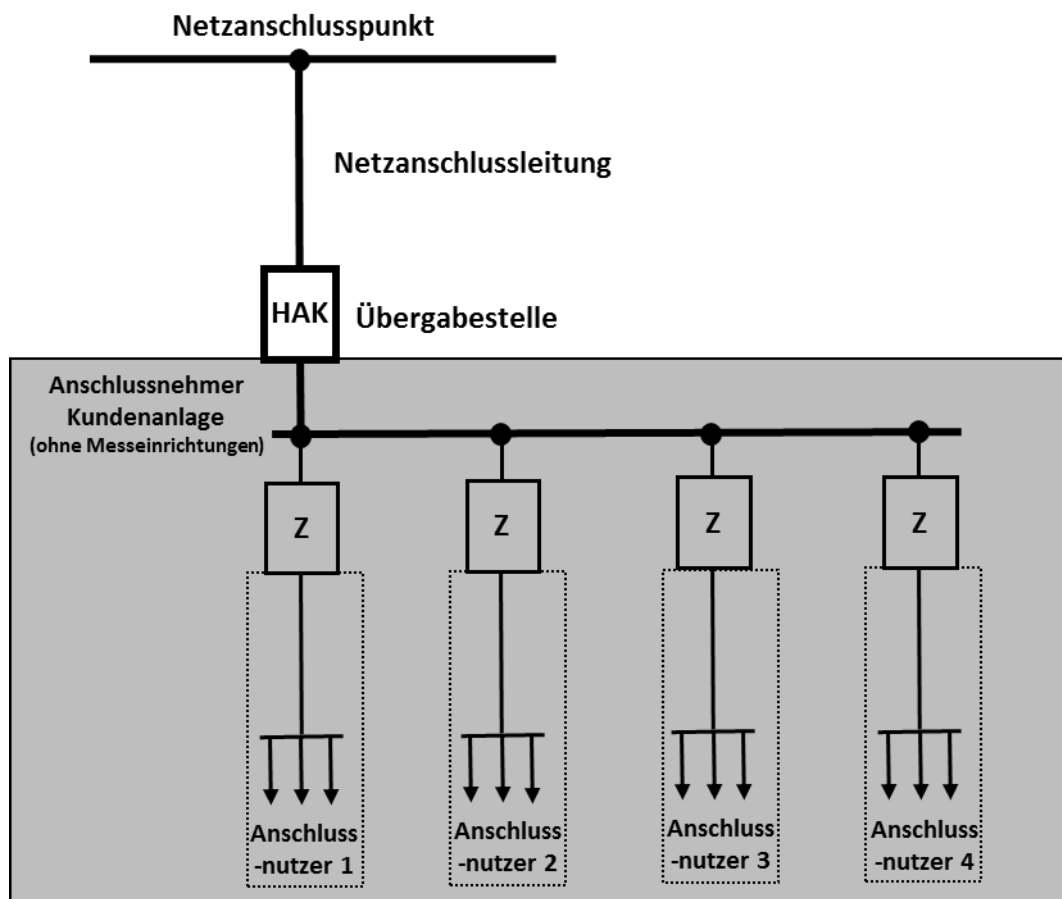 Netzanschlusspunkt
Netzanschlussleitung
HAK
Übergabestelle
Anschlussnehmer
Kundenanlage
(ohne Messeinrichtungen)
Z
Z
Z
Z
Anschluss
-nutzer 1
Anschluss
-nutzer 2
Anschluss
-nutzer 3
Anschluss
-nutzer 4